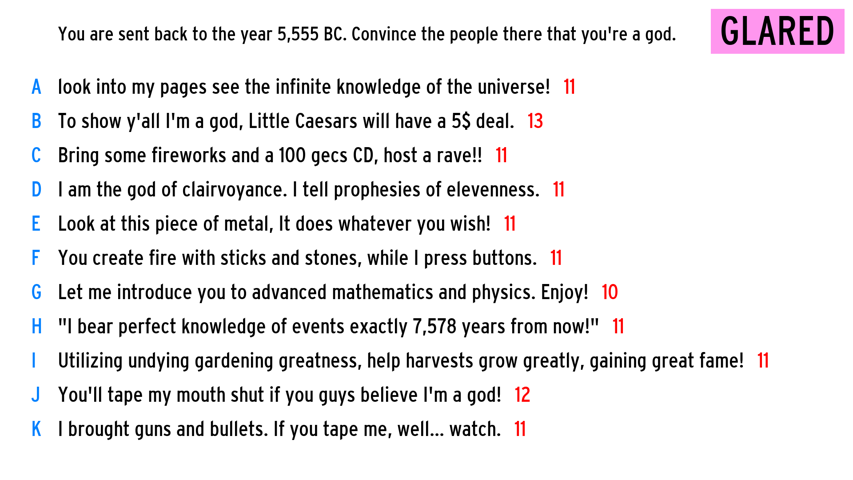 You are sent back to the year 5,555 BC. Convince the people there that you're a god.
GLARED
A look into my pages see the infinite knowledge of the universe! 11
B To show y'all I'm a god, Little Caesars will have a 5$ deal. 13
C Bring some fireworks and a 100 gecs CD, host a rave!! 11
D I am the god of clairvoyance. I tell prophesies of elevenness. 11
E Look at this piece of metal, It does whatever you wish! 11
F You create fire with sticks and stones, while I press buttons. 11
G Let me introduce you to advanced mathematics and physics. Enjoy! 10
H "I bear perfect knowledge of events exactly 7,578 years from now!" 11
I Utilizing undying gardening greatness, help harvests grow greatly, gaining great fame! 11
J You'll tape my mouth shut if you guys believe I'm a god! 12
K I brought guns and bullets. If you tape me, well... watch. 11